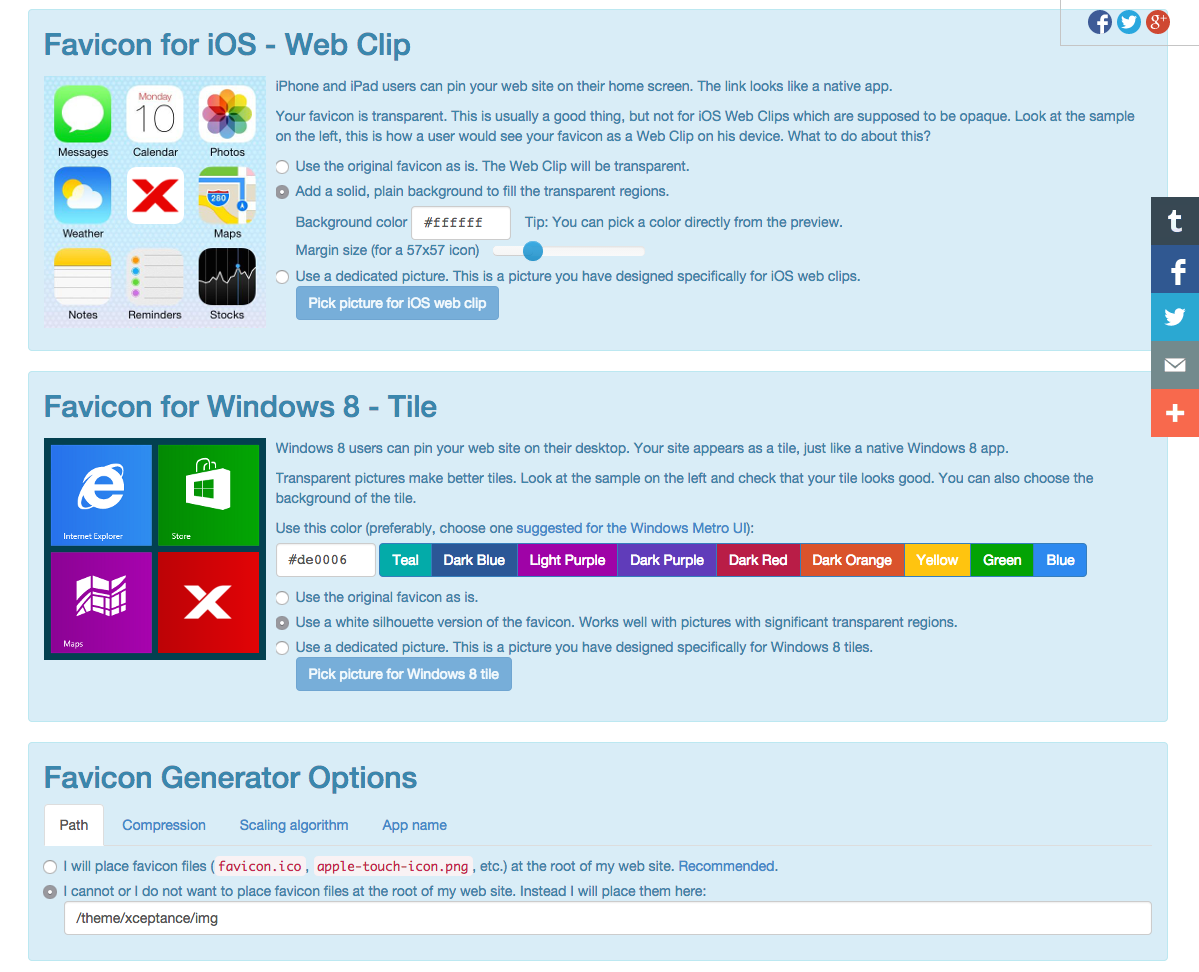 Favicon for iOS - Web Clip
g+
Monday
10
Messages
Calendar
Photos
280
Weather
Maps
Notes
Reminders
Stocks
iPhone and iPad users can pin your web site on their home screen. The link looks like a native app.
Your favicon is transparent. This is usually a good thing, but not for iOS Web Clips which are supposed to be opaque. Look at the sample
on the left, this is how a user would see your favicon as a Web Clip on his device. What to do about this?
Use the original favicon as is. The Web Clip will be transparent.
Add a solid, plain background to fill the transparent regions.
Background color #ffffff Tip: You can pick a color directly from the preview.
Margin size (for a 57x57 icon)
Use a dedicated picture. This is a picture you have designed specifically for iOS web clips.
Pick picture for iOS web clip
Favicon for Windows 8 - Tile
Internet Explorer
Store
Maps
Windows 8 users can pin your web site on their desktop. Your site appears as a tile, just like a native Windows 8 app.
Transparent pictures make better tiles. Look at the sample on the left and check that your tile looks good. You can also choose the
background of the tile.
Use this color (preferably, choose one suggested for the Windows Metro UI):
#de0006 Teal Dark Blue Light Purple Dark Purple Dark Red Dark Orange Yellow Green Blue
Use the original favicon as is.
Use a white silhouette version of the favicon. Works well with pictures with significant transparent regions.
Use a dedicated picture. This is a picture you have designed specifically for Windows 8 tiles.
Pick picture for Windows 8 tile
Favicon Generator Options
Path Compression Scaling algorithm App name
I will place favicon files ( favicon.ico , apple-touch-icon.png , etc.) at the root of my web site. Recommended.
I cannot or I do not want to place favicon files at the root of my web site. Instead I will place them here:
/theme/xceptance/img